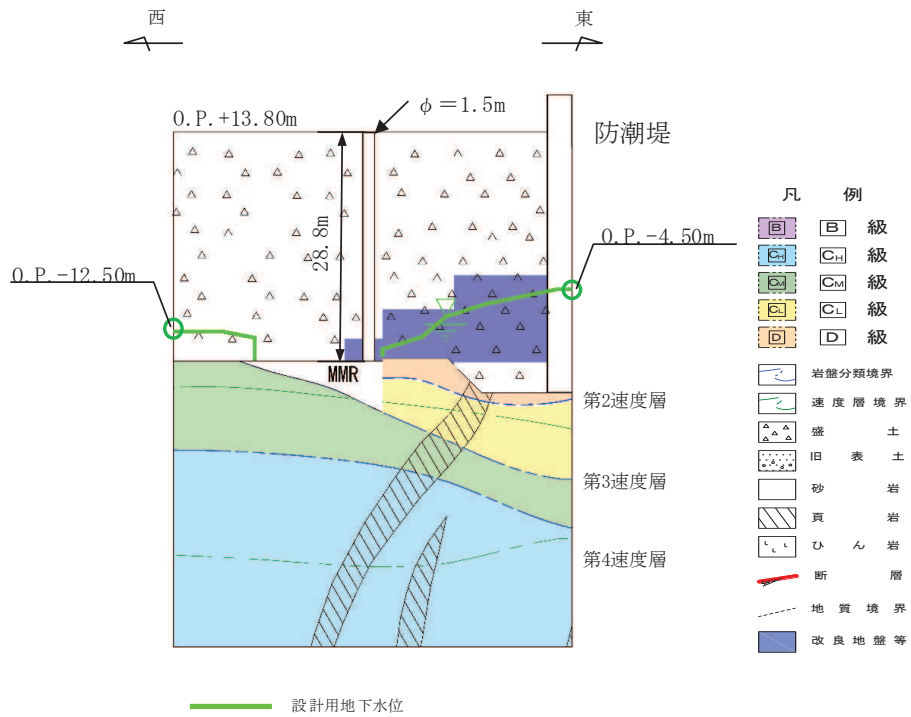 西
東
O.P.+13.80m
φ＝1.5m
防潮堤
28.8m
O.P.-12.50m
O.P.-4.50m
MMR
第2速度層
第3速度層
第4速度層
凡 例
B B 級
CH CH 級
CM CM 級
CL CL 級
D D 級
岩盤分類境界
速度層境界
盛土
旧表土
砂岩
頁岩
ひん岩
断層
地質境界
改良地盤等
設計用地下水位